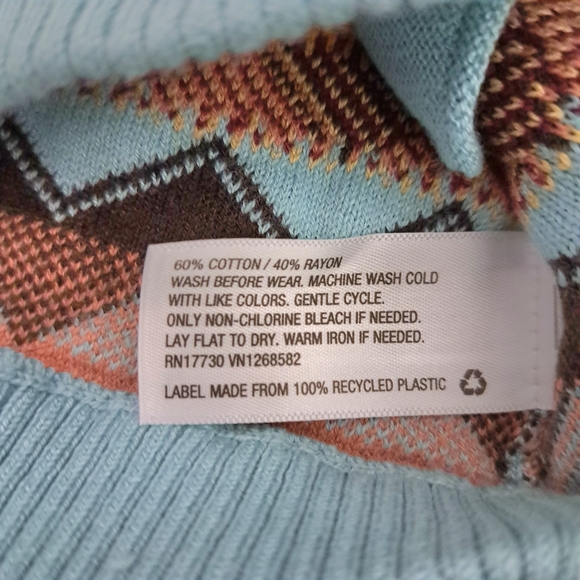 60% COTTON / 40% RAYON
WASH BEFORE WEAR. MACHINE WASH COLD
WITH LIKE COLORS. GENTLE CYCLE.
ONLY NON-CHLORINE BLEACH IF NEEDED.
LAY FLAT TO DRY. WARM IRON IF NEEDED.
RN17730 VN1268582
LABEL MADE FROM 100% RECYCLED PLASTIC